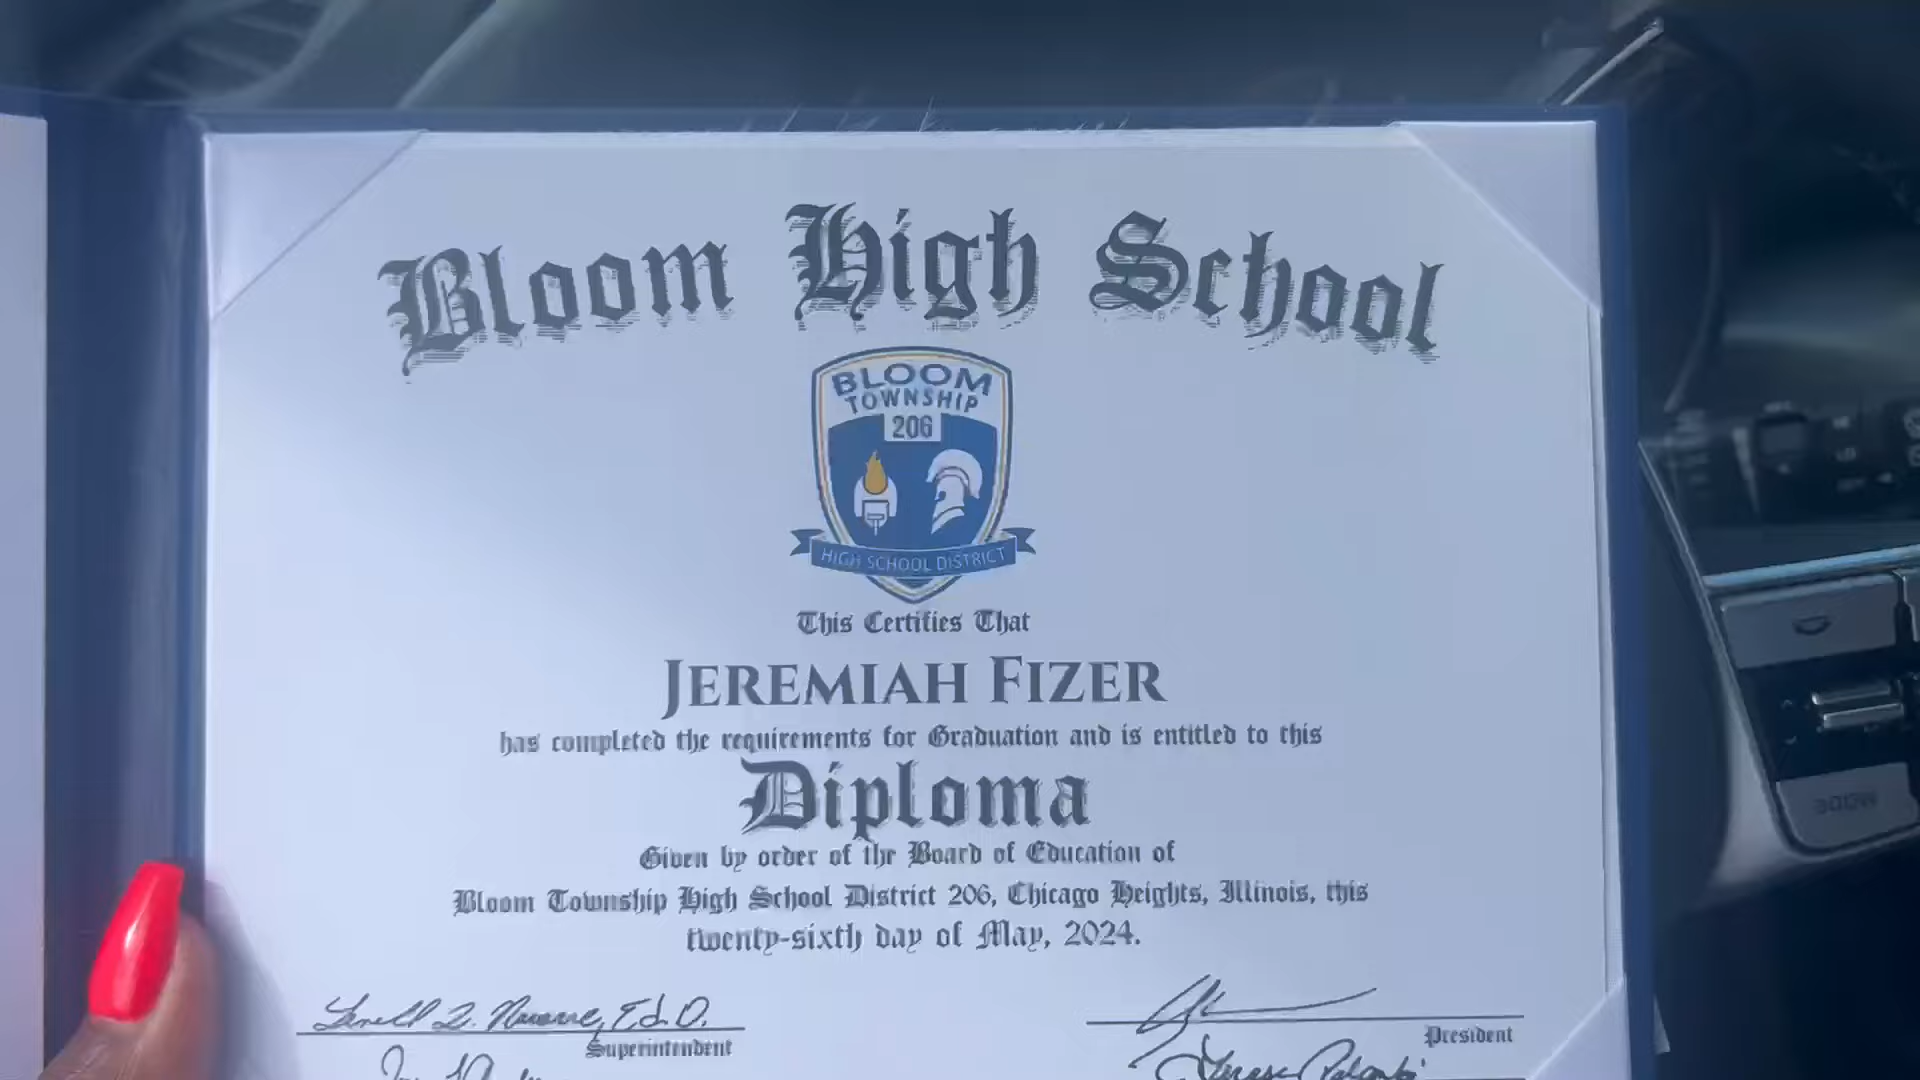 Bloom High School
BLOOM
TOWNSHIP
206
HIGH SCHOOL DISTRICT
This Certifies That
JEREMIAH FIZER
has completed the requirements for Graduation and is entitled to this
Diploma
Given by order of the Board of Education of
Bloom Township High School District 206, Chicago Heights, Illinois, this
twenty-sixth day of May, 2024.
Ed.D.
Superintendent
President